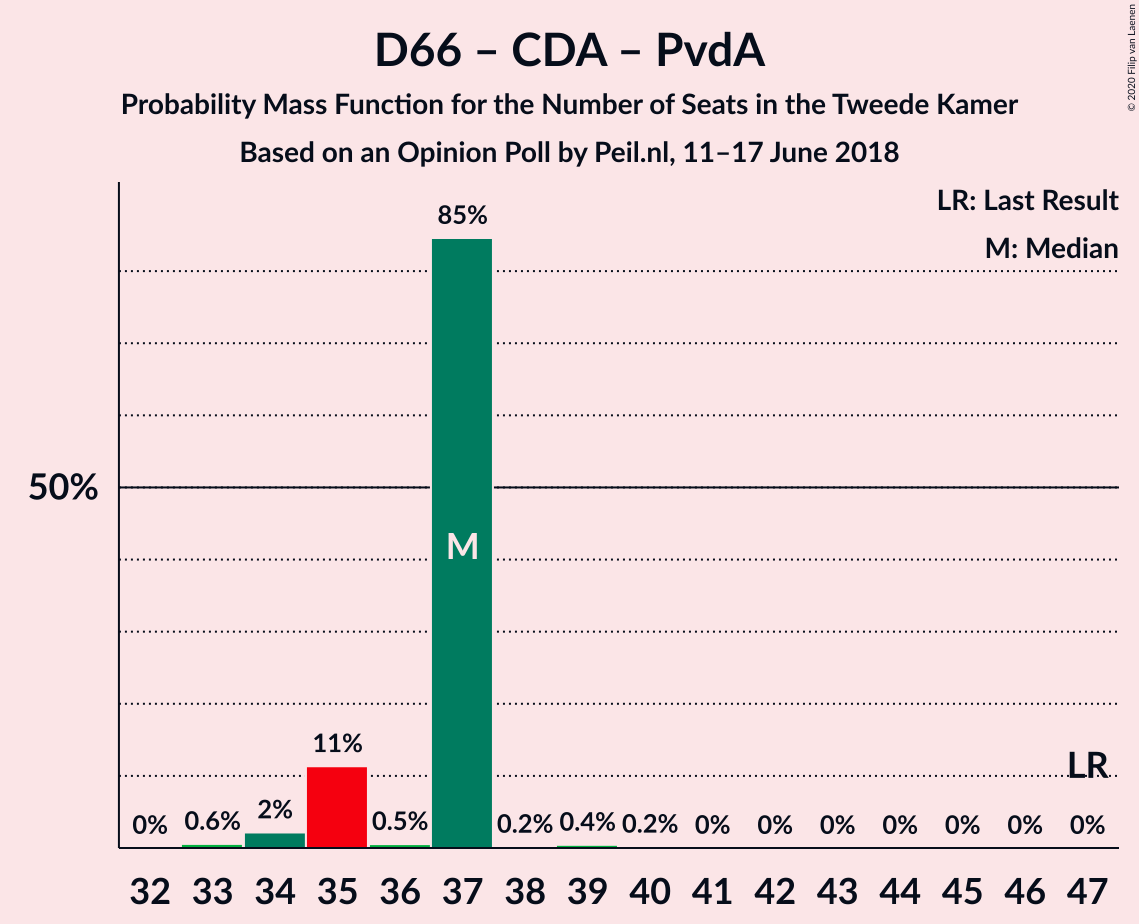 D66 – CDA – PvdA
Probability Mass Function for the Number of Seats in the Tweede Kamer
Based on an Opinion Poll by Peil.nl, 11–17 June 2018
© 2020 Filip van Laenen
LR: Last Result
M: Median
85%
50%
M
11%
LR
0% 0.6% 2% 0.5% 0.2% 0.4% 0.2% 0% 0% 0% 0% 0% 0% 0%
32 33 34 35 36 37 38 39 40 41 42 43 44 45 46 47